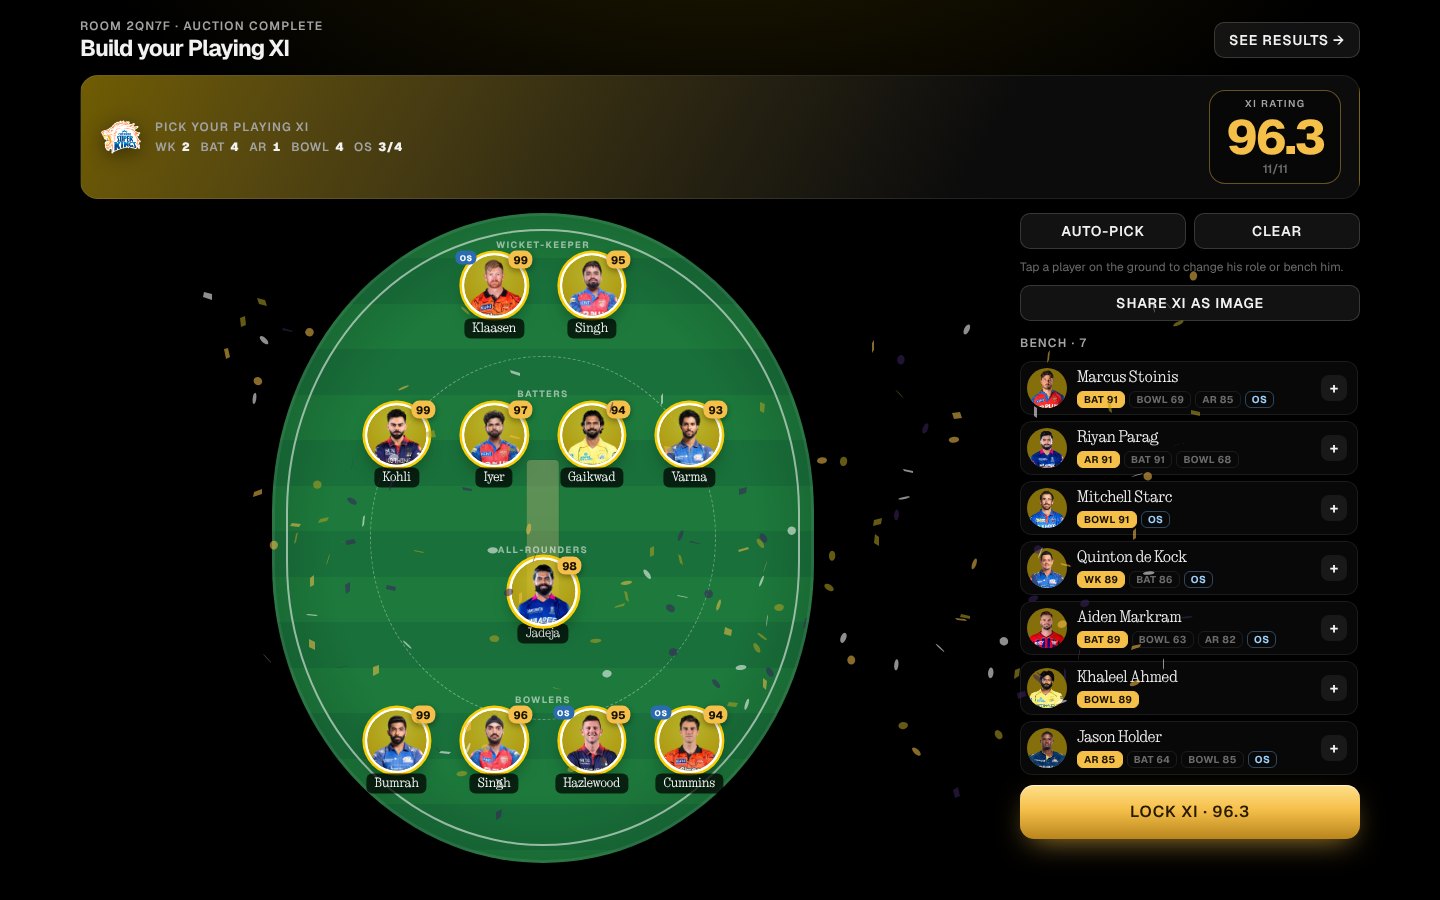 ROOM 2QN7F · AUCTION COMPLETE
Build your Playing XI
SEE RESULTS →
PICK YOUR PLAYING XI
WK 2 BAT 4 AR 1 BOWL 4 OS 3/4
XI RATING
96.3
11/11
AUTO-PICK
CLEAR
Tap a player on the ground to change his role or bench him.
SHARE XI AS IMAGE
WICKET-KEEPER
OS 99 95
Klaasen Singh
BATTERS
99 97 94 93
Kohli Iyer Gaikwad Varma
ALL-ROUNDERS
98
Jadeja
BOWLERS
99 96 OS 95 OS 94
Bumrah Singh Hazlewood Cummins
BENCH · 7
Marcus Stoinis
BAT 91 BOWL 69 AR 85 OS
+
Riyan Parag
AR 91 BAT 91 BOWL 68
+
Mitchell Starc
BOWL 91 OS
+
Quinton de Kock
WK 89 BAT 86 OS
+
Aiden Markram
BAT 89 BOWL 63 AR 82 OS
+
Khaleel Ahmed
BOWL 89
+
Jason Holder
AR 85 BAT 64 BOWL 85 OS
+
LOCK XI · 96.3